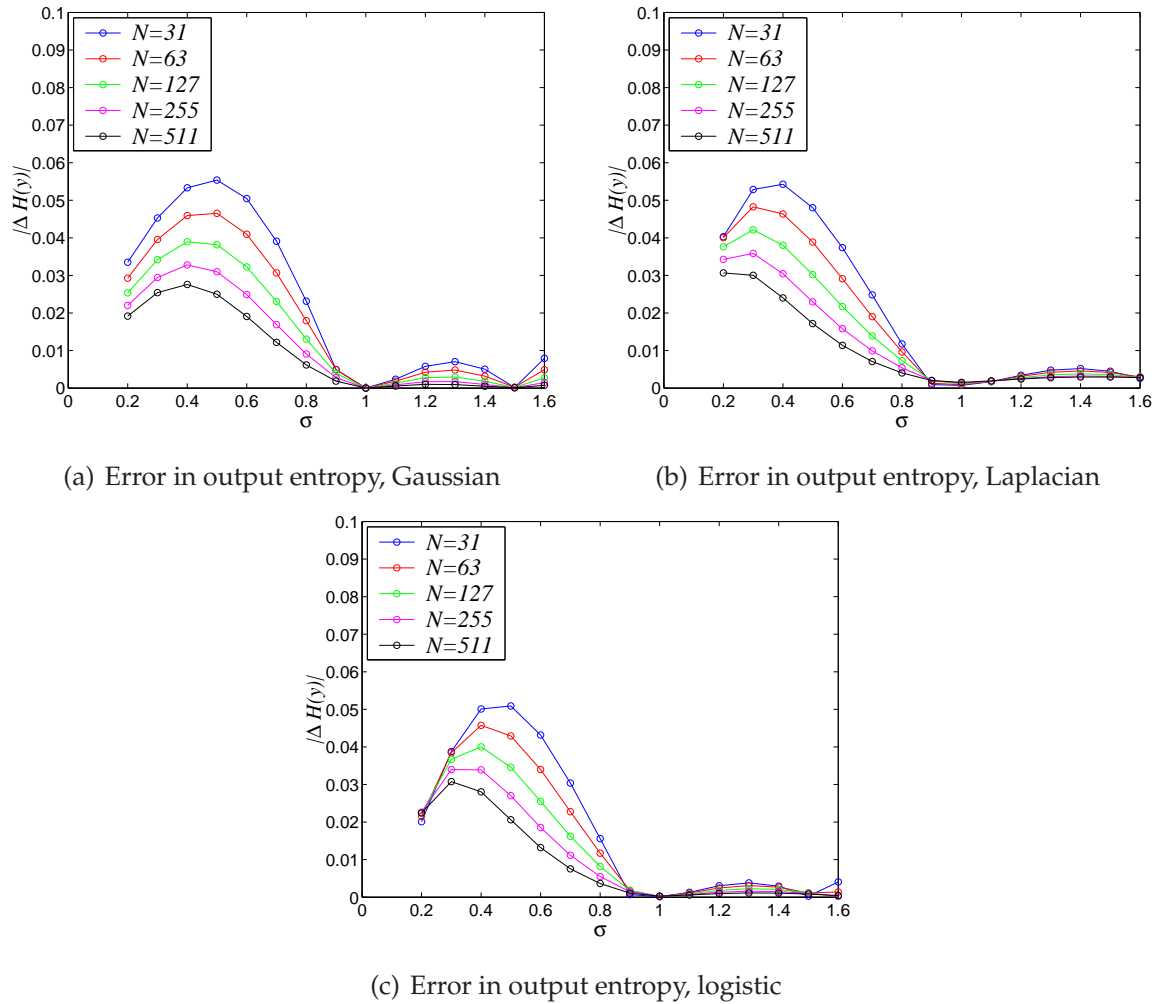 0.1
0.09
0.08
0.07
0.06
0.05
0.04
0.03
0.02
0.01
0
|Δ H(y)|
N=31
N=63
N=127
N=255
N=511
0 0.2 0.4 0.6 0.8 1 1.2 1.4 1.6
σ
(a) Error in output entropy, Gaussian
0.1
0.09
0.08
0.07
0.06
0.05
0.04
0.03
0.02
0.01
0
|Δ H(y)|
N=31
N=63
N=127
N=255
N=511
0 0.2 0.4 0.6 0.8 1 1.2 1.4 1.6
σ
(b) Error in output entropy, Laplacian
0.1
0.09
0.08
0.07
0.06
0.05
0.04
0.03
0.02
0.01
0
|Δ H(y)|
N=31
N=63
N=127
N=255
N=511
0 0.2 0.4 0.6 0.8 1 1.2 1.4 1.6
σ
(c) Error in output entropy, logistic